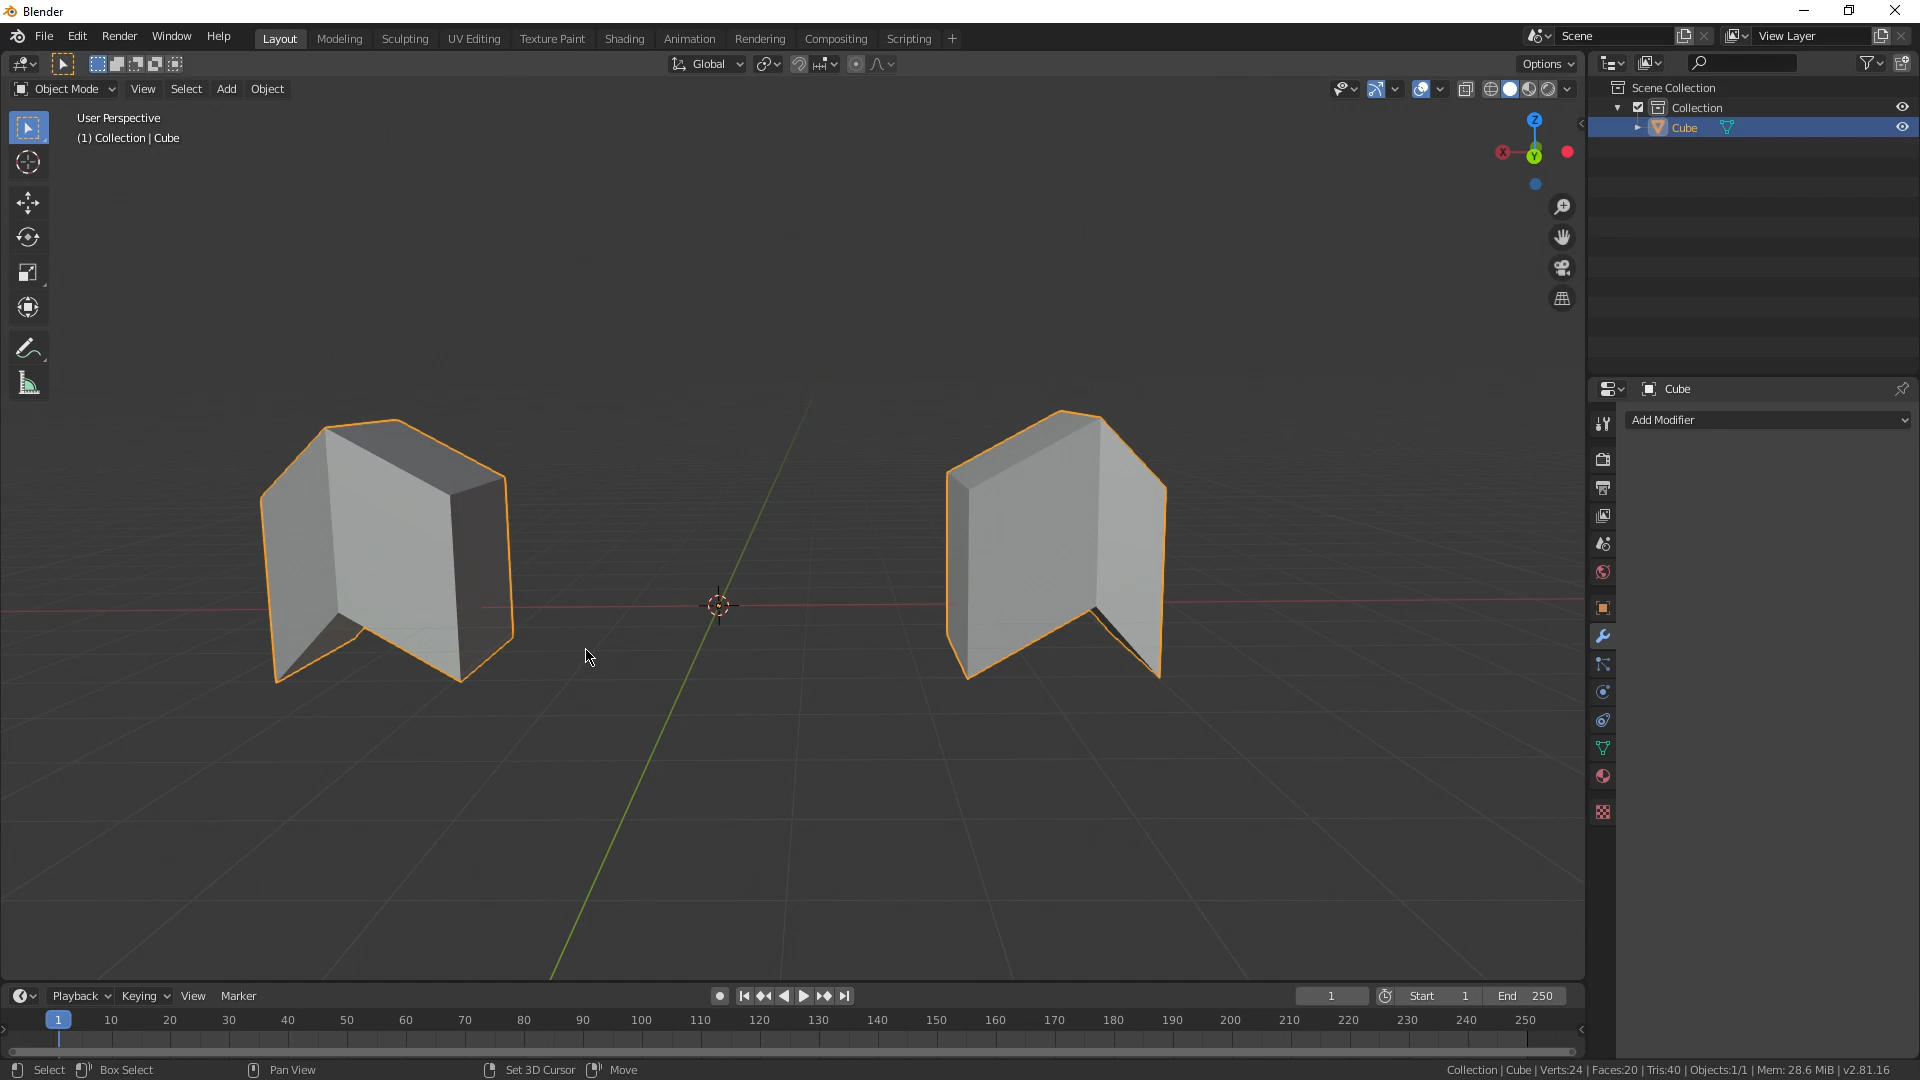 Blender
File Edit Render Window Help Layout Modeling Sculpting UV Editing Texture Paint Shading Animation Rendering Compositing Scripting + Scene View Layer
Global Options
Object Mode View Select Add Object
User Perspective
(1) Collection | Cube
Z
X
Y
Scene Collection
Collection
Cube
Cube
Add Modifier
Playback Keying View Marker 1 Start 1 End 250
1 10 20 30 40 50 60 70 80 90 100 110 120 130 140 150 160 170 180 190 200 210 220 230 240 250
Select Box Select Pan View Set 3D Cursor Move Collection | Cube | Verts:24 | Faces:20 | Tris:40 | Objects:1/1 | Mem: 28.6 MiB | v2.81.16